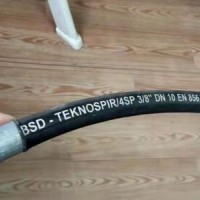 BSD - TEKNOSPIR/4SP 3/8" DN 10 EN 856